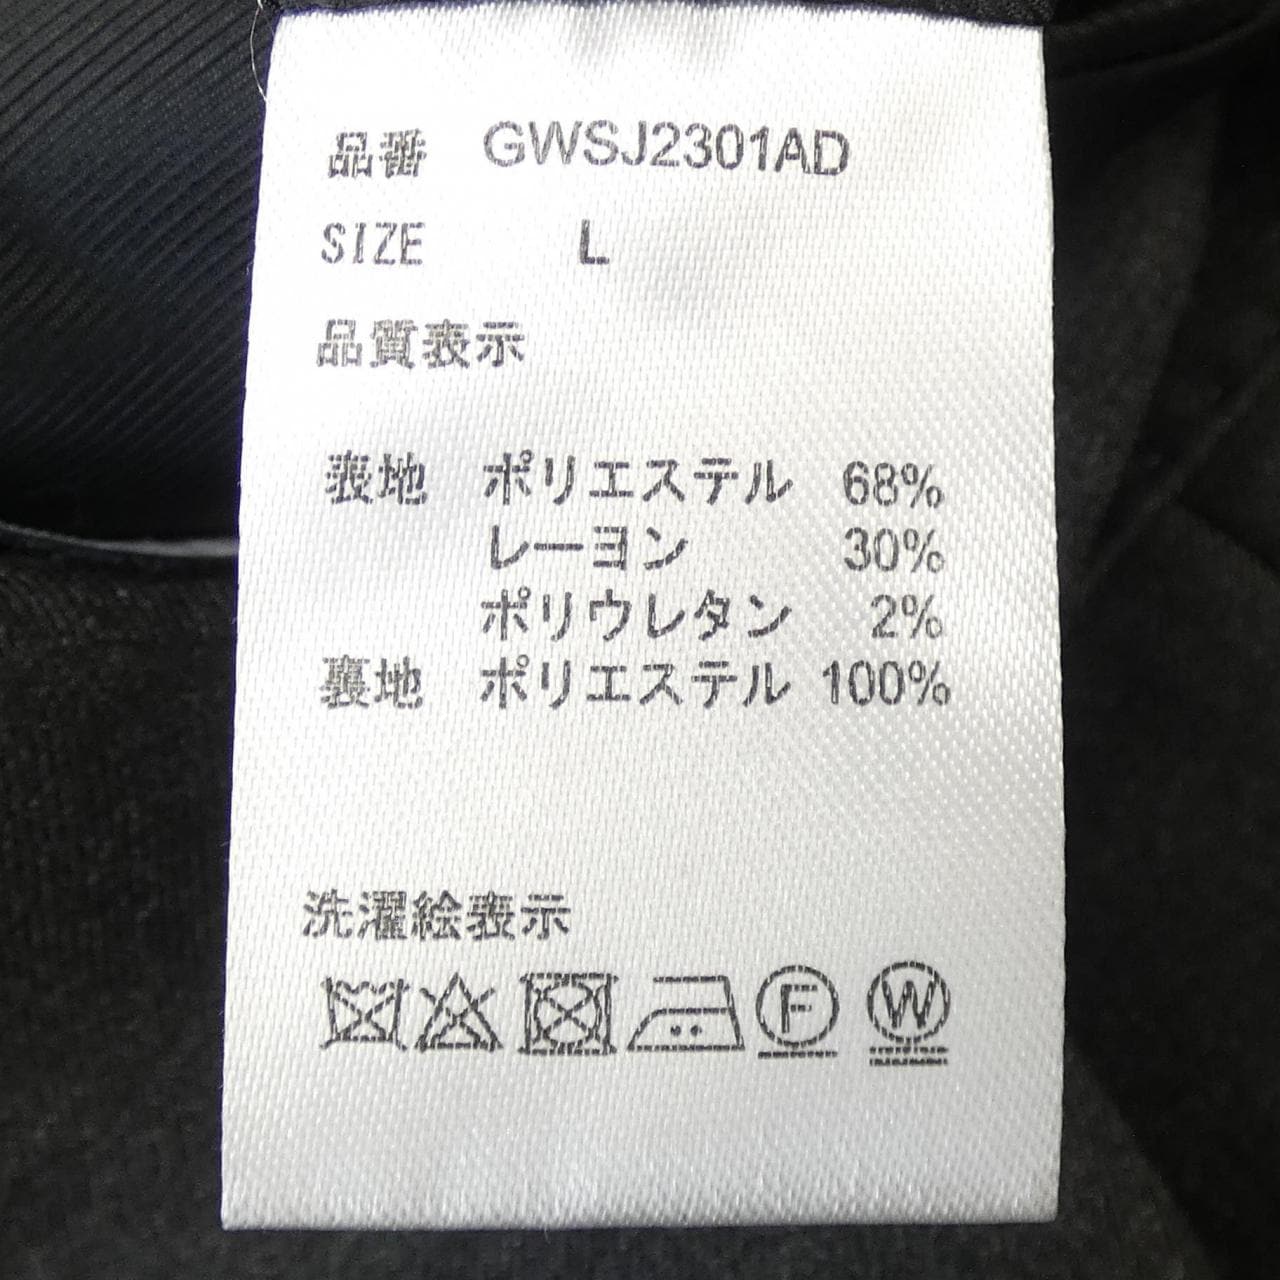 品番 GWSJ2301AD
SIZE L
品質表示
表地 ポリエステル 68%
レーヨン 30%
ポリウレタン 2%
裏地 ポリエステル 100%
洗濯絵表示
F W